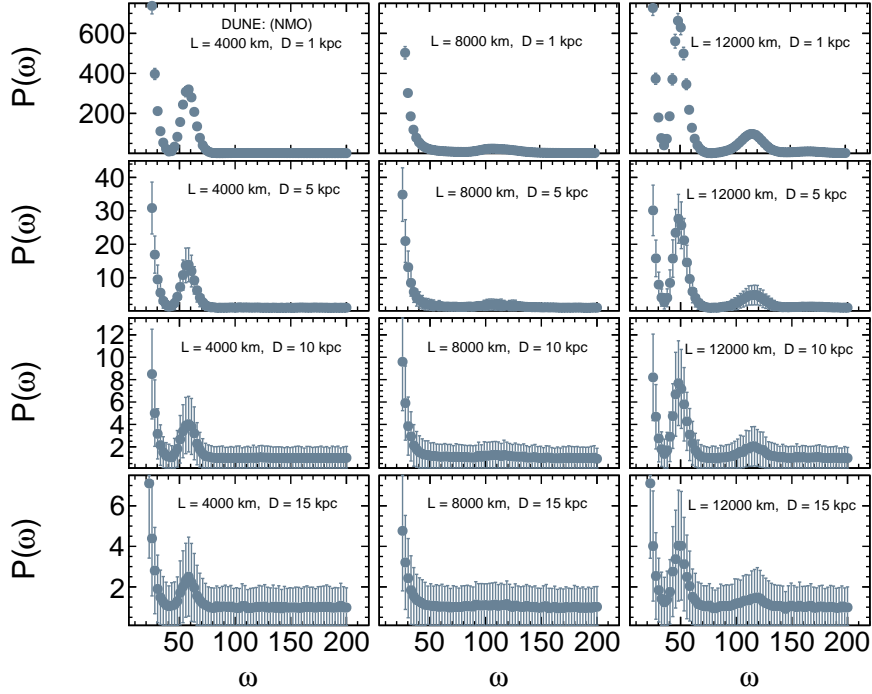 DUNE: (NMO)
L = 4000 km, D = 1 kpc
L = 8000 km, D = 1 kpc
L = 12000 km, D = 1 kpc
P(ω)
600
400
200
L = 4000 km, D = 5 kpc
L = 8000 km, D = 5 kpc
L = 12000 km, D = 5 kpc
P(ω)
40
30
20
10
L = 4000 km, D = 10 kpc
L = 8000 km, D = 10 kpc
L = 12000 km, D = 10 kpc
P(ω)
12
10
8
6
4
2
L = 4000 km, D = 15 kpc
L = 8000 km, D = 15 kpc
L = 12000 km, D = 15 kpc
P(ω)
6
4
2
50 100 150 200 50 100 150 200 50 100 150 200
ω ω ω